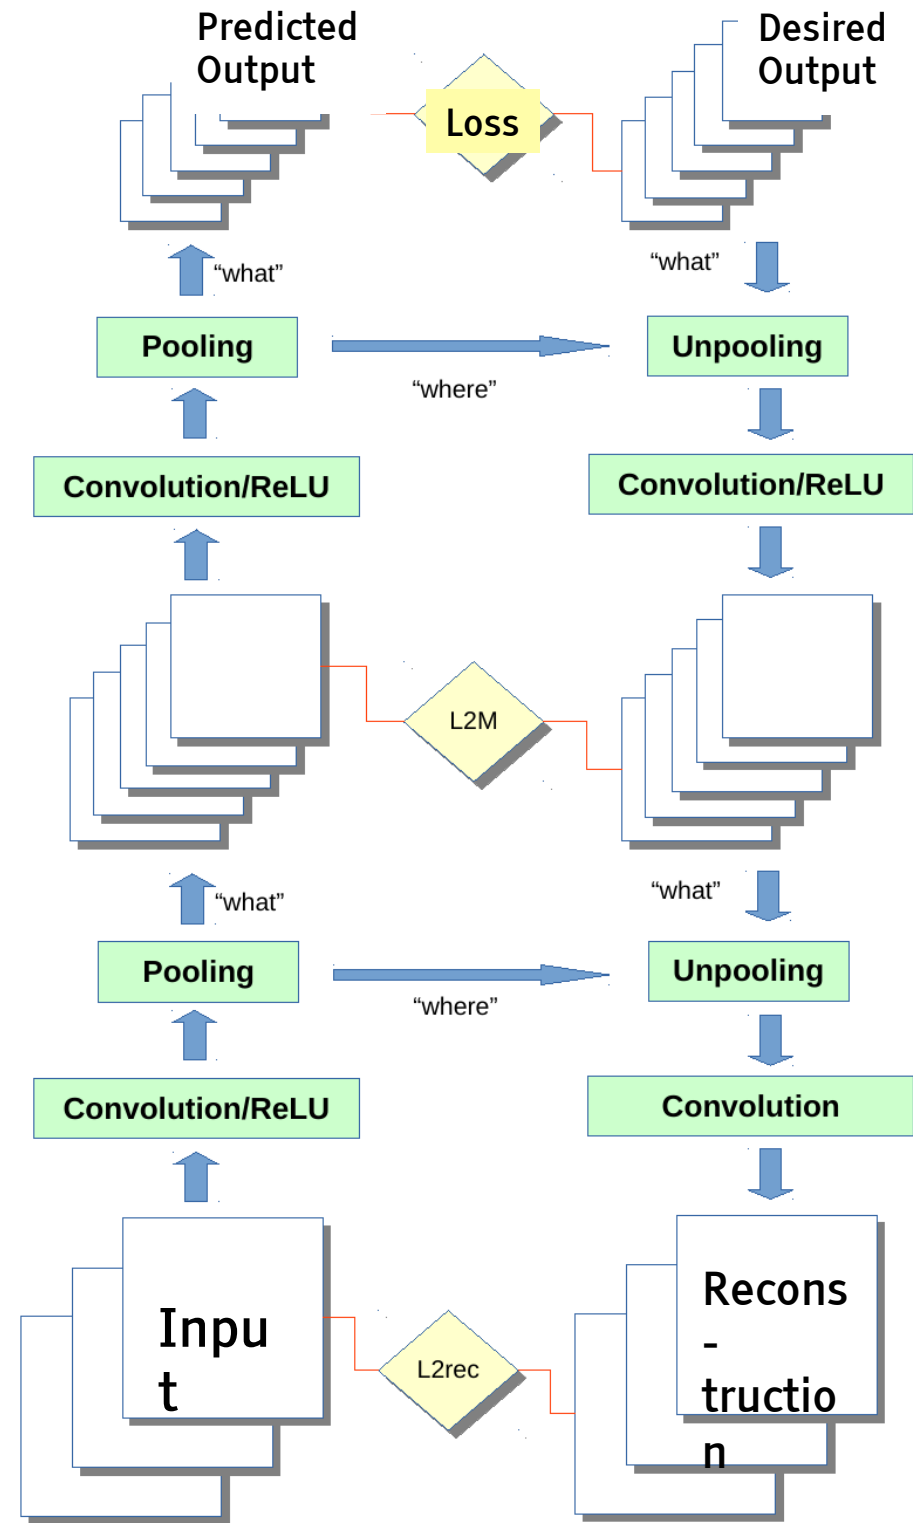 Predicted
Output
Desired
Output
Loss
“what”
“what”
Pooling
Unpooling
“where”
Convolution/ReLU
Convolution/ReLU
L2M
“what”
“what”
Pooling
Unpooling
“where”
Convolution/ReLU
Convolution
Inpu
t
Recons
-
tructio
n
L2rec